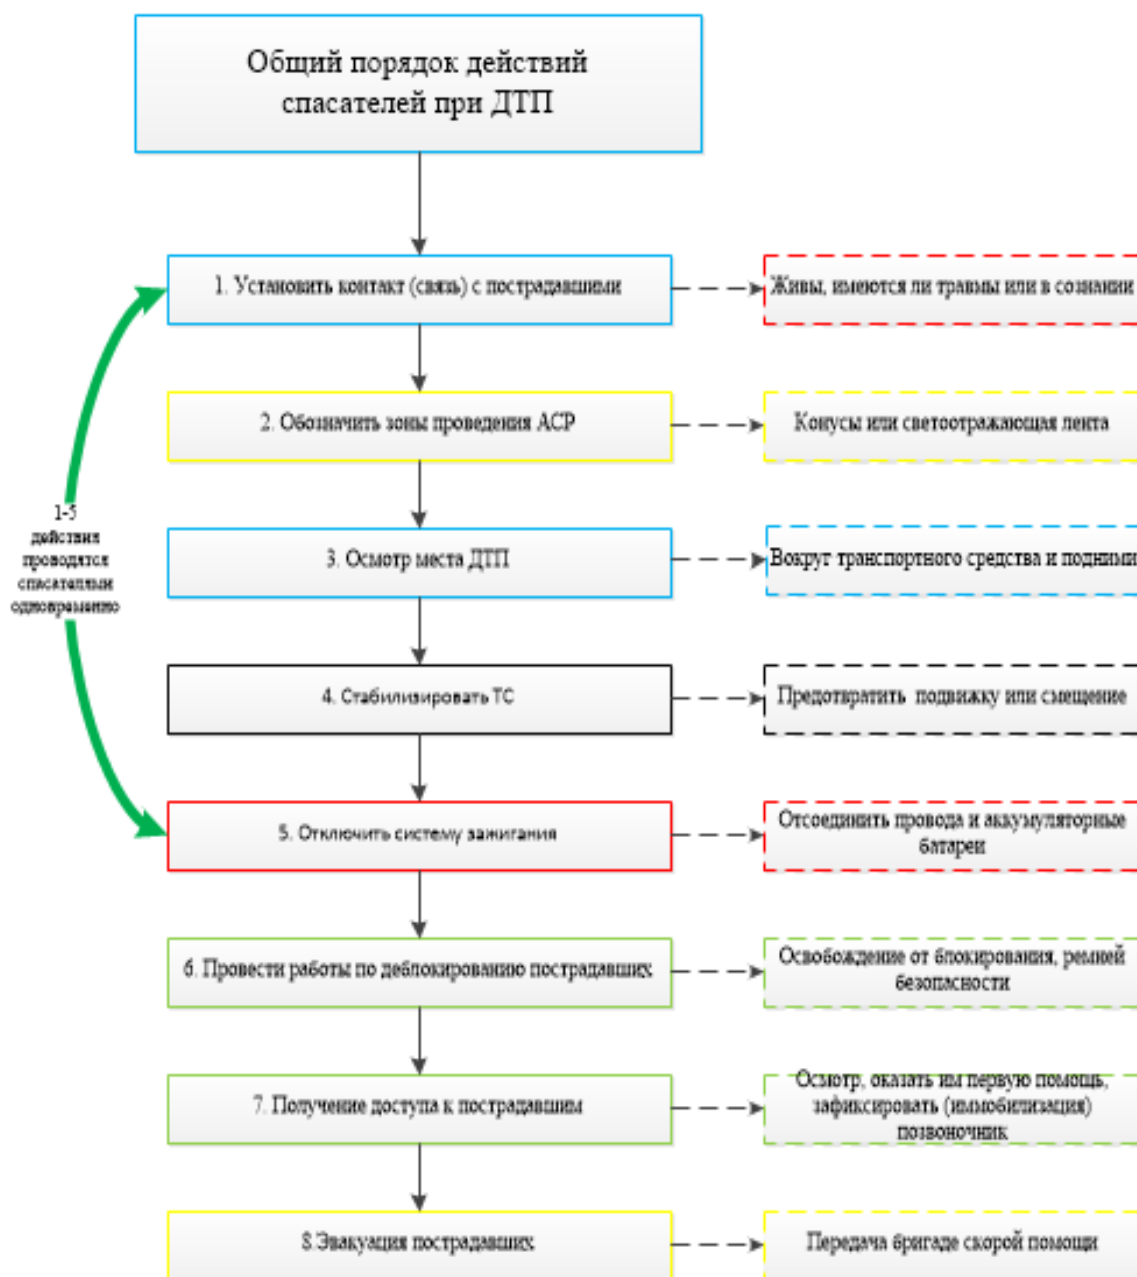 Общий порядок действий
спасателей при ДТП
1. Установить контакт (связь) с пострадавшими
Живы, имеются ли травмы или в сознании
2. Обозначить зоны проведения АСР
Конусы или светоотражающая лента
1-5
действия
проводятся
спасателями
одновременно
3. Осмотр места ДТП
Вокруг транспортного средства и подними
4. Стабилизировать ТС
Предотвратить подвижку или смещение
5. Отключить систему зажигания
Отсоединить провода и аккумуляторные
батареи
6. Провести работы по деблокированию пострадавших
Освобождение от блокирования, ремней
безопасности
7. Получение доступа к пострадавшим
Осмотр, оказать им первую помощь,
зафиксировать (иммобилизация)
позвоночник
8.Эвакуация пострадавших
Передача бригаде скорой помощи